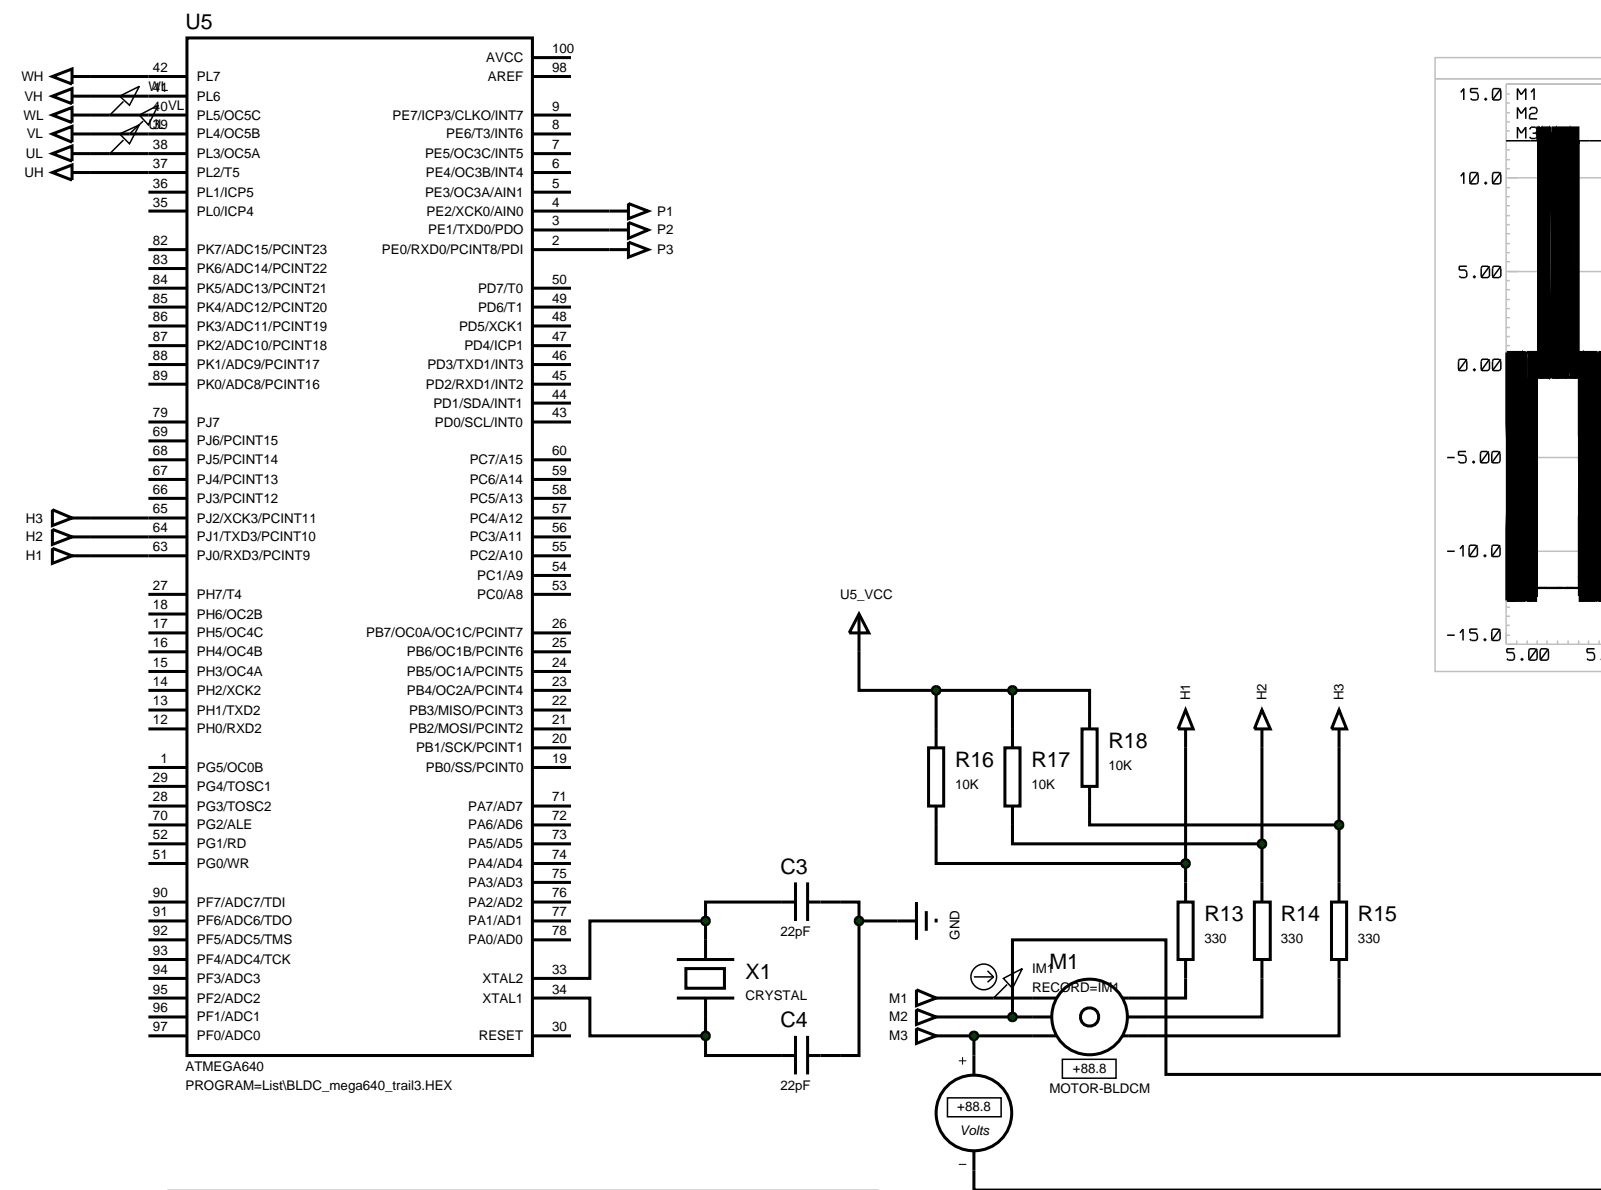 U5
WH
VH
WL
VL
UL
UH
42
40
39
38
37
36
35
VL
PL7
PL6
PL5/OC5C
PL4/OC5B
PL3/OC5A
PL2/T5
PL1/ICP5
PL0/ICP4
82 PK7/ADC15/PCINT23
83 PK6/ADC14/PCINT22
84 PK5/ADC13/PCINT21
85 PK4/ADC12/PCINT20
86 PK3/ADC11/PCINT19
87 PK2/ADC10/PCINT18
88 PK1/ADC9/PCINT17
89 PK0/ADC8/PCINT16
79 PJ7
69 PJ6/PCINT15
68 PJ5/PCINT14
67 PJ4/PCINT13
66 PJ3/PCINT12
H3 65 PJ2/XCK3/PCINT11
H2 64 PJ1/TXD3/PCINT10
H1 63 PJ0/RXD3/PCINT9
27 PH7/T4
18 PH6/OC2B
17 PH5/OC4C
16 PH4/OC4B
15 PH3/OC4A
14 PH2/XCK2
13 PH1/TXD2
12 PH0/RXD2
1 PG5/OC0B
29 PG4/TOSC1
28 PG3/TOSC2
70 PG2/ALE
52 PG1/RD
51 PG0/WR
90 PF7/ADC7/TDI
91 PF6/ADC6/TDO
92 PF5/ADC5/TMS
93 PF4/ADC4/TCK
94 PF3/ADC3
95 PF2/ADC2
96 PF1/ADC1
97 PF0/ADC0
AVCC 100
AREF 98
PE7/ICP3/CLKO/INT7 9
PE6/T3/INT6 8
PE5/OC3C/INT5 7
PE4/OC3B/INT4 6
PE3/OC3A/AIN1 5
PE2/XCK0/AIN0 4 P1
PE1/TXD0/PDO 3 P2
PE0/RXD0/PCINT8/PDI 2 P3
PD7/T0 50
PD6/T1 49
PD5/XCK1 48
PD4/ICP1 47
PD3/TXD1/INT3 46
PD2/RXD1/INT2 45
PD1/SDA/INT1 44
PD0/SCL/INT0 43
PC7/A15 60
PC6/A14 59
PC5/A13 58
PC4/A12 57
PC3/A11 56
PC2/A10 55
PC1/A9 54
PC0/A8 53
PB7/OC0A/OC1C/PCINT7 26
PB6/OC1B/PCINT6 25
PB5/OC1A/PCINT5 24
PB4/OC2A/PCINT4 23
PB3/MISO/PCINT3 22
PB2/MOSI/PCINT2 21
PB1/SCK/PCINT1 20
PB0/SS/PCINT0 19
PA7/AD7 71
PA6/AD6 72
PA5/AD5 73
PA4/AD4 74
PA3/AD3 75
PA2/AD2 76
PA1/AD1 77
PA0/AD0 78
XTAL2 33
XTAL1 34
RESET 30
ATMEGA640
PROGRAM=List\BLDC_mega640_trail3.HEX
C3
22pF
X1
CRYSTAL
C4
22pF
GND
U5_VCC
R16
10K
R17
10K
R18
10K
H1
H2
H3
R13
330
R14
330
R15
330
IM1
RECORD=IM1
M1
M1
M2
M3
+88.8
MOTOR-BLDCM
+
+88.8
Volts
−
15.0
M1
M2
M3
10.0
5.00
0.00
-5.00
-10.0
-15.0
5.00